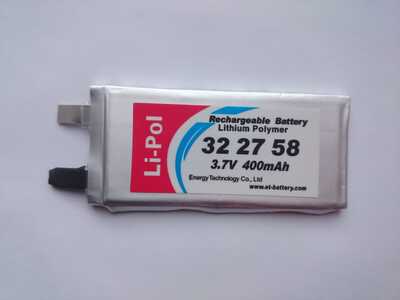 Li-Pol
Rechargeable Battery
Lithium Polymer
32 27 58
3.7V 400mAh
Energy Technology Co., Ltd
www.et-battery.com